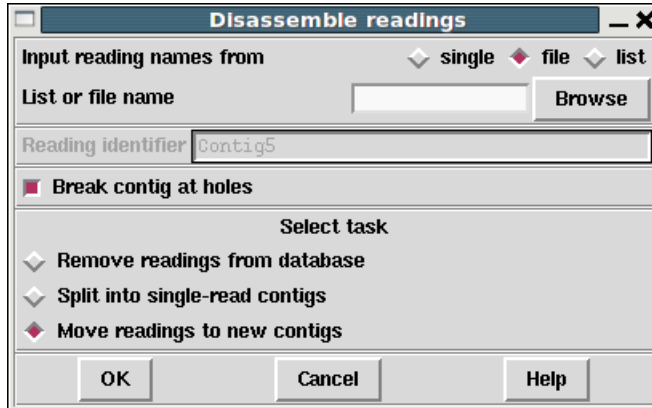 Disassemble readings
Input reading names from single file list
List or file name Browse
Reading identifier Contig5
Break contig at holes
Select task
Remove readings from database
Split into single-read contigs
Move readings to new contigs
OK Cancel Help